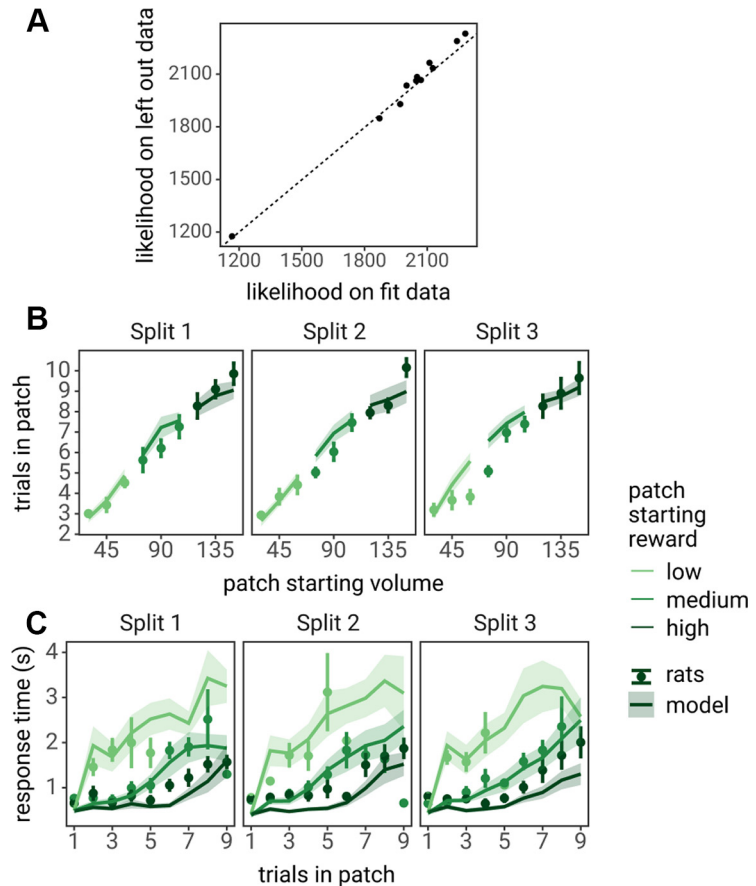 A
likelihood on left out data
2100
1800
1500
1200
1200 1500 1800 2100
likelihood on fit data
B
Split 1 Split 2 Split 3
trials in patch
10
9
8
7
6
5
4
3
2
45 90 135 45 90 135 45 90 135
patch starting volume
patch
starting
reward
low
medium
high
rats
model
C
Split 1 Split 2 Split 3
response time (s)
4
3
2
1
1 3 5 7 9 1 3 5 7 9 1 3 5 7 9
trials in patch